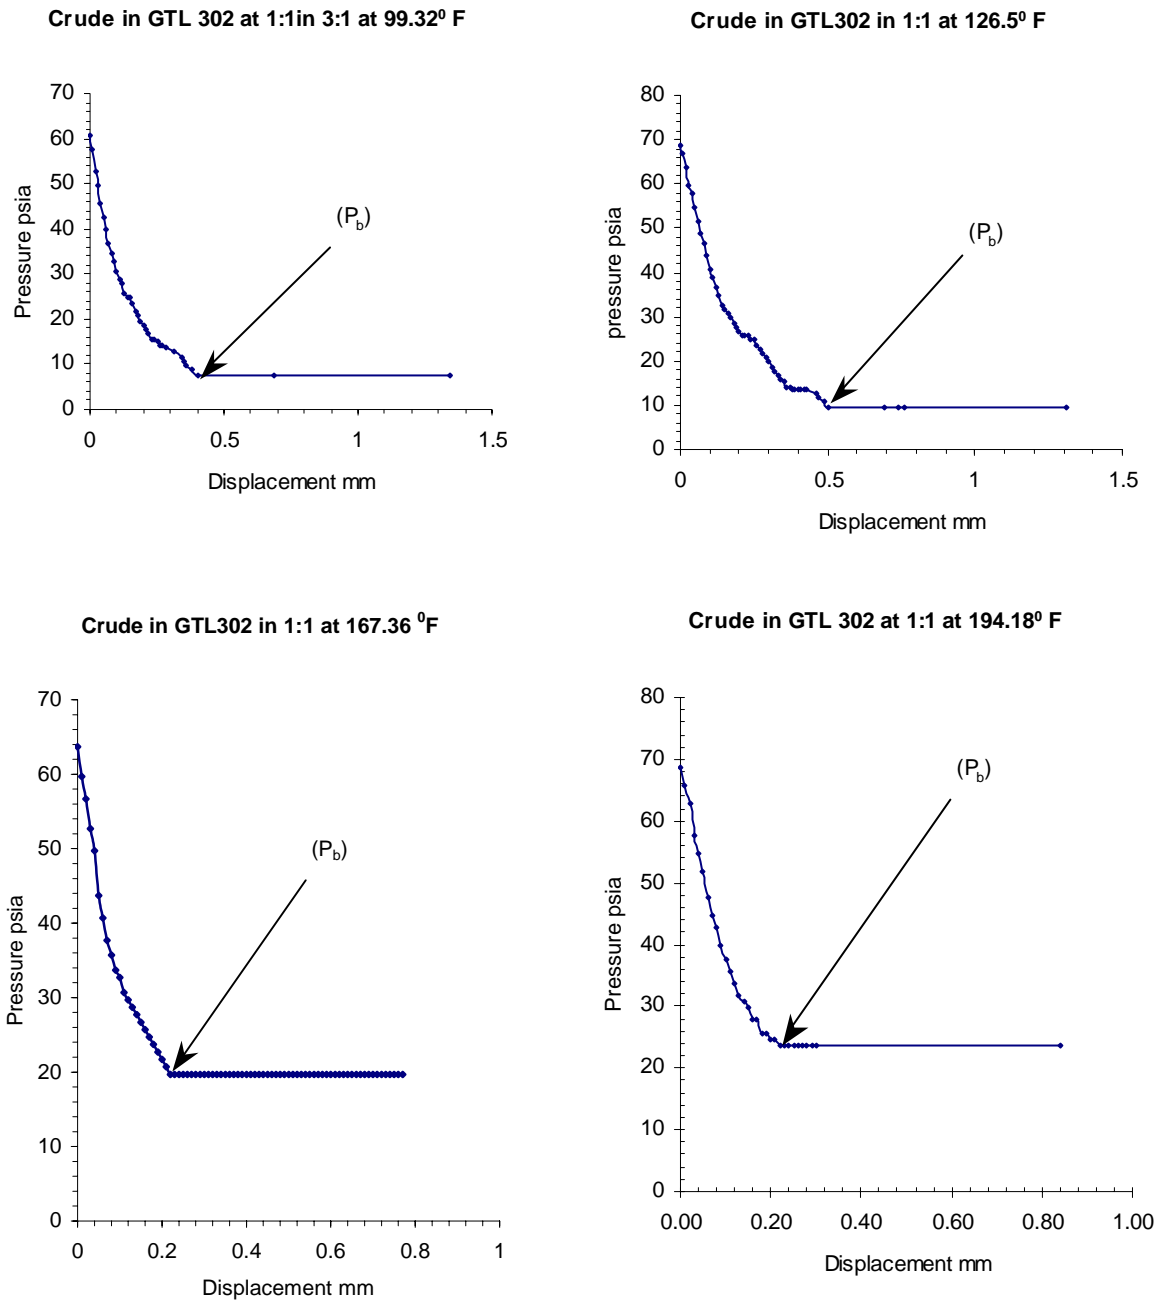 Crude in GTL 302 at 1:1in 3:1 at 99.32⁰ F
70
60
50
40
30
20
10
0
Pressure psia
(Pb)
0 0.5 1 1.5
Displacement mm
Crude in GTL302 in 1:1 at 126.5⁰ F
80
70
60
50
40
30
20
10
0
pressure psia
(Pb)
0 0.5 1 1.5
Displacement mm
Crude in GTL302 in 1:1 at 167.36 ⁰F
70
60
50
40
30
20
10
0
Pressure psia
(Pb)
0 0.2 0.4 0.6 0.8 1
Displacement mm
Crude in GTL 302 at 1:1 at 194.18⁰ F
80
70
60
50
40
30
20
10
0
Pressure psia
(Pb)
0.00 0.20 0.40 0.60 0.80 1.00
Displacement mm